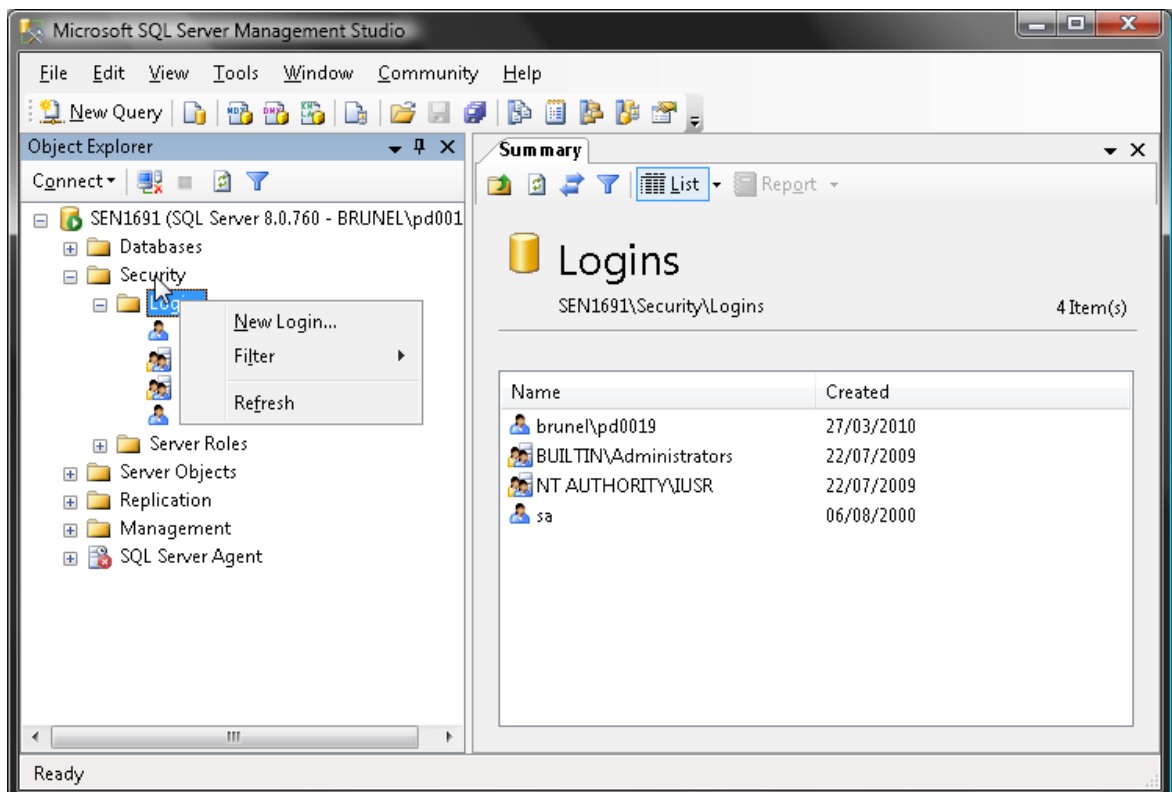 Microsoft SQL Server Management Studio
File Edit View Tools Window Community Help
New Query
Object Explorer
Connect
SEN1691 (SQL Server 8.0.760 - BRUNEL\pd001
Databases
Security
New Login...
Filter
Refresh
Server Roles
Server Objects
Replication
Management
SQL Server Agent
Summary
List Report
Logins
SEN1691\Security\Logins 4 Item(s)
Name Created
brunel\pd0019 27/03/2010
BUILTIN\Administrators 22/07/2009
NT AUTHORITY\IUSR 22/07/2009
sa 06/08/2000
Ready